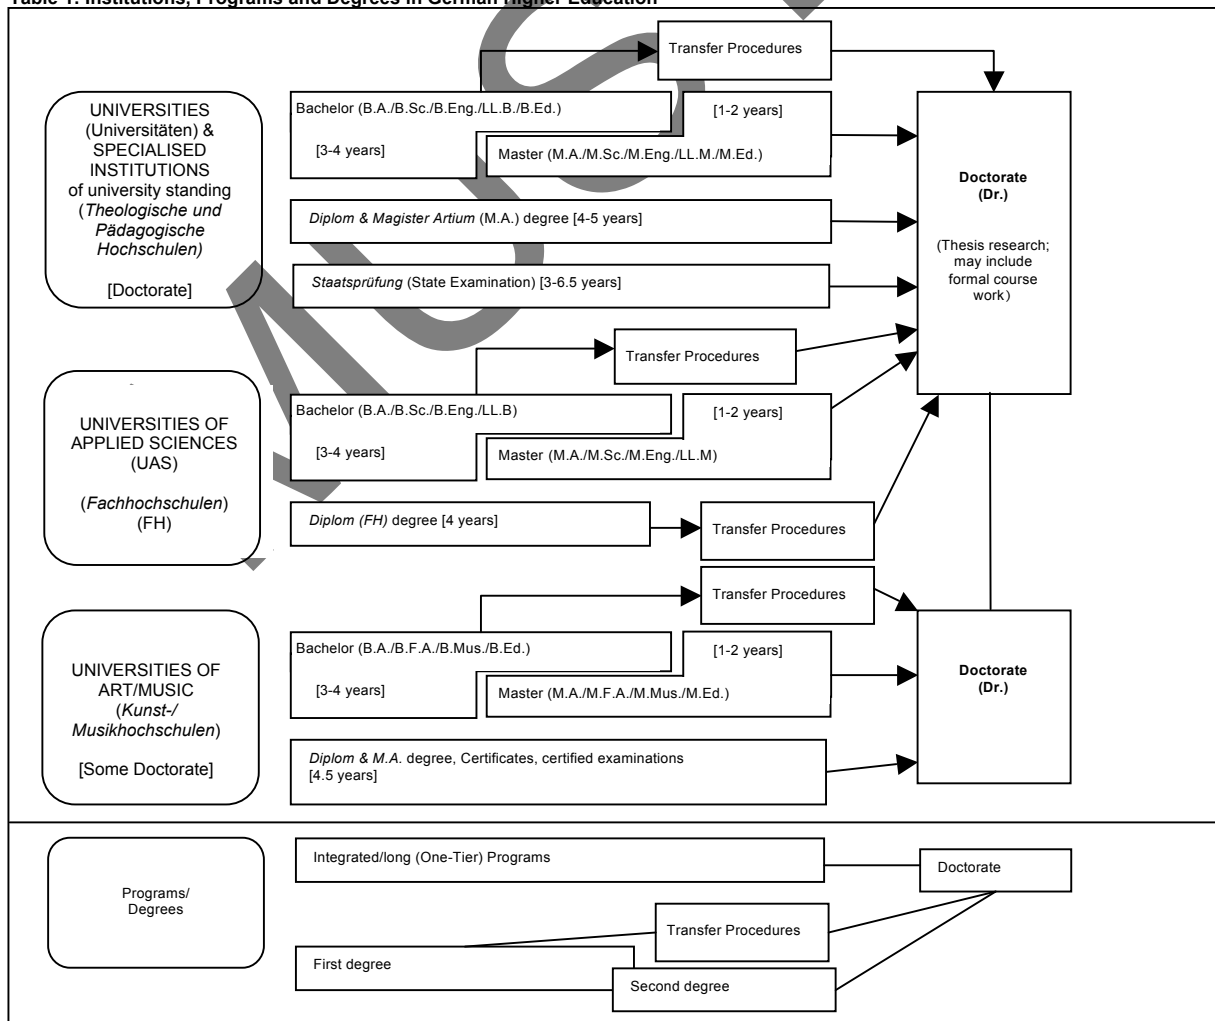 Table 1: Institutions, Programs and Degrees in German Higher Education
Transfer Procedures
UNIVERSITIES
(Universitäten) &
SPECIALISED
INSTITUTIONS
of university standing
(Theologische und
Pädagogische
Hochschulen)
[Doctorate]
Bachelor (B.A./B.Sc./B.Eng./LL.B./B.Ed.)
[1-2 years]
[3-4 years]
Master (M.A./M.Sc./M.Eng./LL.M./M.Ed.)
Diplom & Magister Artium (M.A.) degree [4-5 years]
Staatsprüfung (State Examination) [3-6.5 years]
Doctorate
(Dr.)
(Thesis research;
may include
formal course
work)
Transfer Procedures
UNIVERSITIES OF
APPLIED SCIENCES
(UAS)
(Fachhochschulen)
(FH)
Bachelor (B.A./B.Sc./B.Eng./LL.B)
[1-2 years]
[3-4 years]
Master (M.A./M.Sc./M.Eng./LL.M)
Diplom (FH) degree [4 years]
Transfer Procedures
Transfer Procedures
UNIVERSITIES OF
ART/MUSIC
(Kunst-/
Musikhochschulen)
[Some Doctorate]
Bachelor (B.A./B.F.A./B.Mus./B.Ed.)
[1-2 years]
[3-4 years]
Master (M.A./M.F.A./M.Mus./M.Ed.)
Diplom & M.A. degree, Certificates, certified examinations
[4.5 years]
Doctorate
(Dr.)
Programs/
Degrees
Integrated/long (One-Tier) Programs
Doctorate
Transfer Procedures
First degree
Second degree